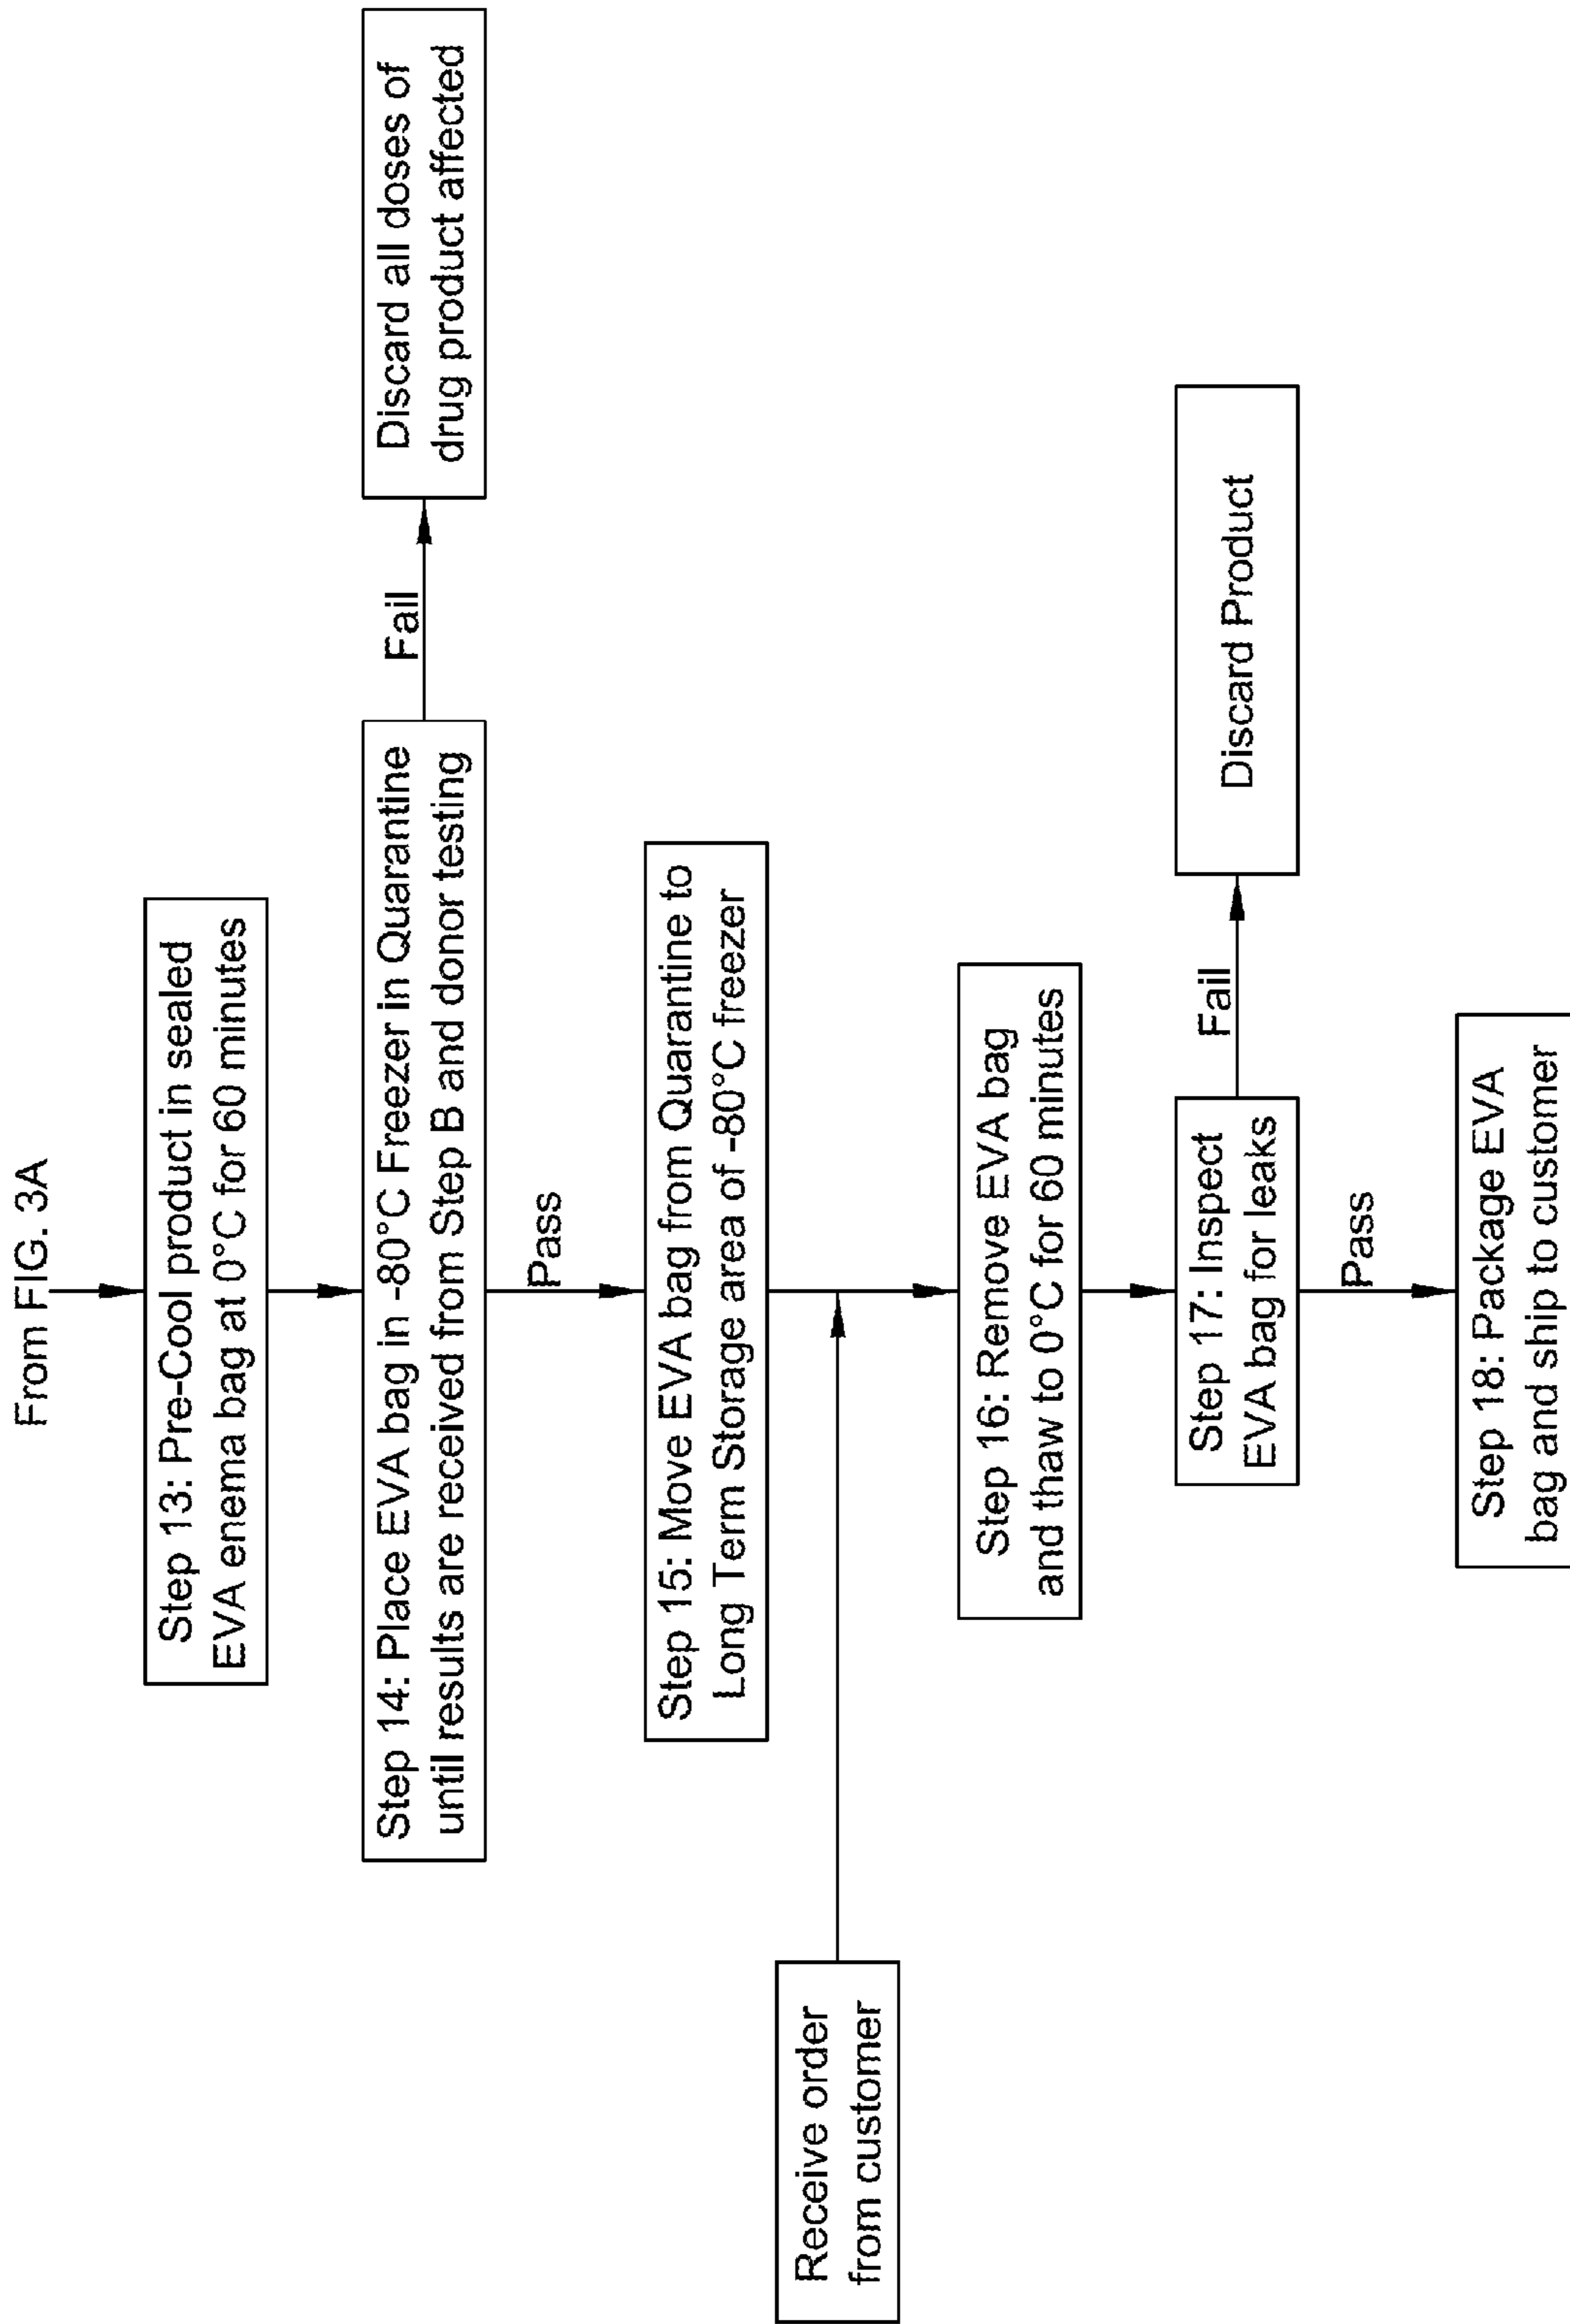 From FIG. 3A
Step 13: Pre-Cool product in sealed
EVA enema bag at 0°C for 60 minutes
Step 14: Place EVA bag in -80°C Freezer in Quarantine
until results are received from Step B and donor testing
Fail
Discard all doses of
drug product affected
Pass
Step 15: Move EVA bag from Quarantine to
Long Term Storage area of -80°C freezer
Receive order
from customer
Step 16: Remove EVA bag
and thaw to 0°C for 60 minutes
Step 17: Inspect
EVA bag for leaks
Fail
Discard Product
Pass
Step 18: Package EVA
bag and ship to customer